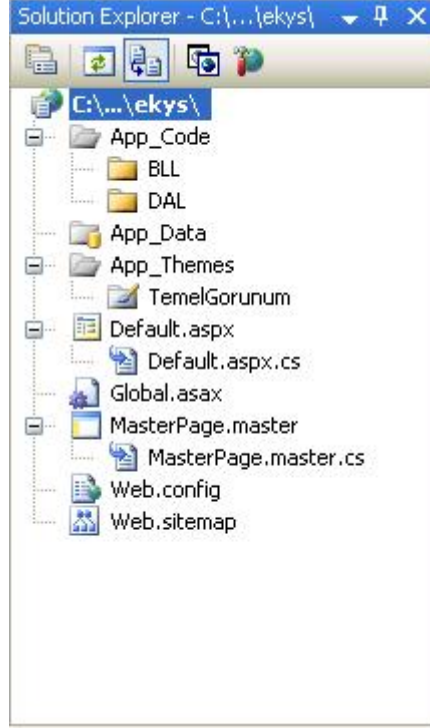 Solution Explorer - C:\...\ekys\
C:\...\ekys\
App_Code
BLL
DAL
App_Data
App_Themes
TemelGorunum
Default.aspx
Default.aspx.cs
Global.asax
MasterPage.master
MasterPage.master.cs
Web.config
Web.sitemap